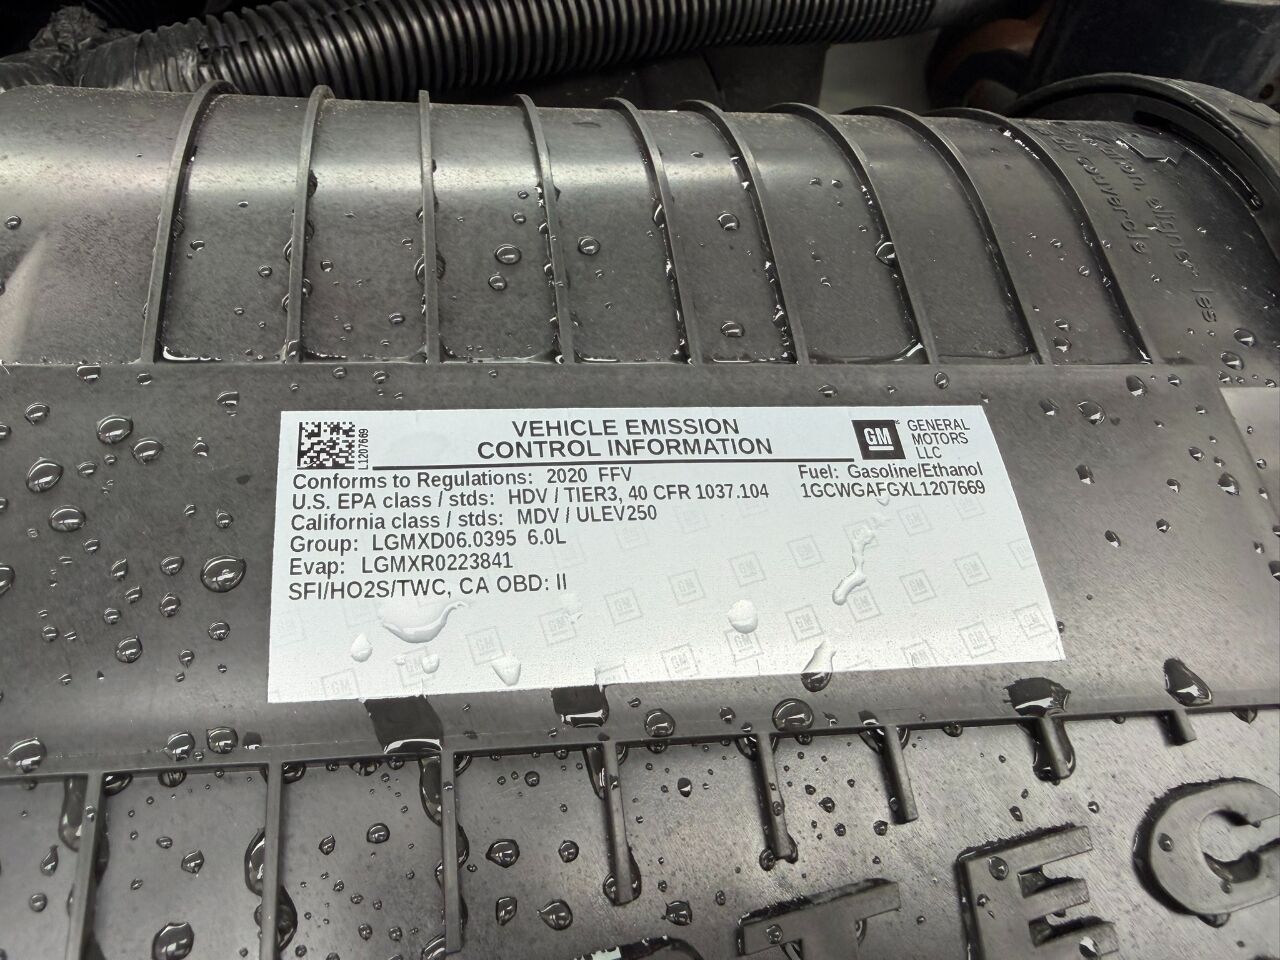 L1207669
VEHICLE EMISSION
CONTROL INFORMATION
GM
GENERAL
MOTORS
LLC
Conforms to Regulations: 2020 FFV
Fuel: Gasoline/Ethanol
U.S. EPA class / stds: HDV / TIER3, 40 CFR 1037.104
1GCWGAFGXL1207669
California class / stds: MDV / ULEV250
Group: LGMXD06.0395 6.0L
Evap: LGMXR0223841
SFI/HO2S/TWC, CA OBD: II
TEC